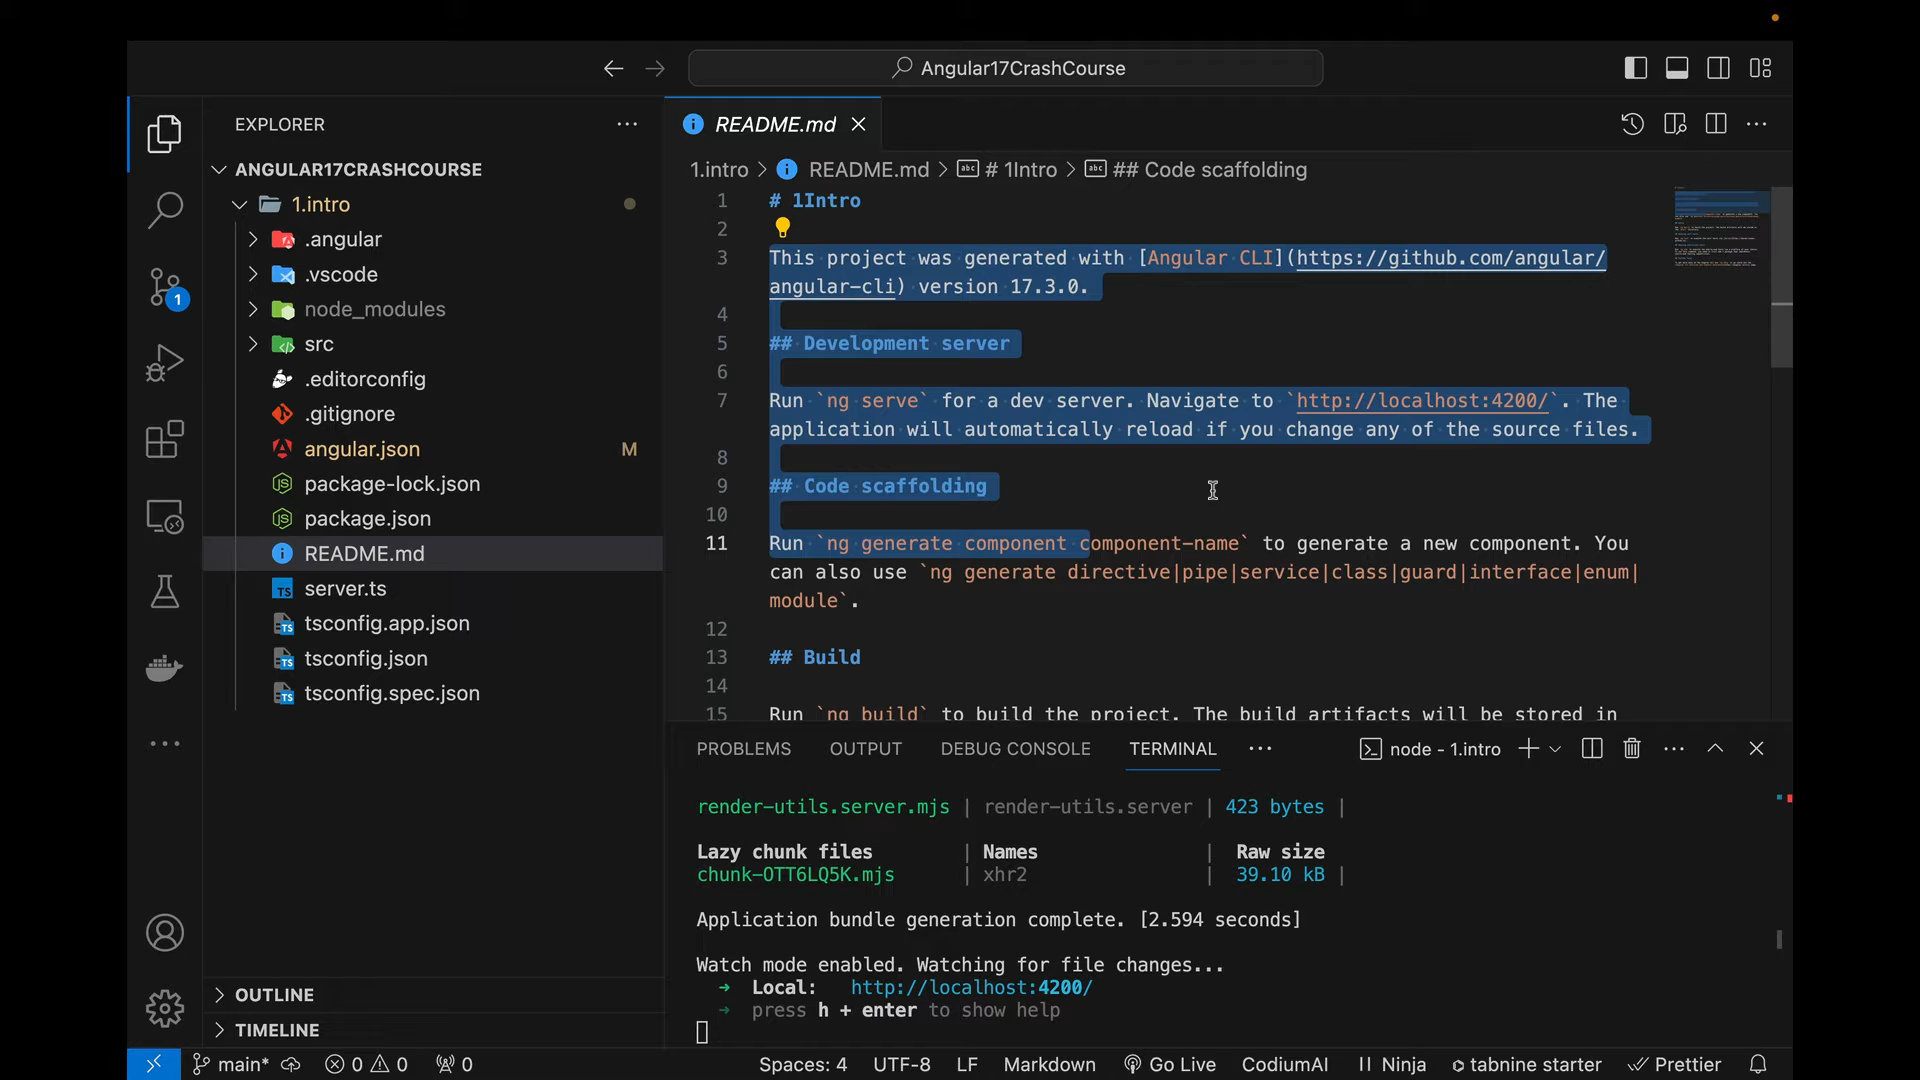 Angular17CrashCourse
EXPLORER
ANGULAR17CRASHCOURSE
1.intro
.angular
.vscode
node_modules
src
.editorconfig
.gitignore
angular.json M
package-lock.json
package.json
README.md
server.ts
tsconfig.app.json
tsconfig.json
tsconfig.spec.json
OUTLINE
TIMELINE
1
README.md
1.intro > README.md > # 1Intro > ## Code scaffolding
1 # 1Intro
2
3 This project was generated with [Angular CLI](https://github.com/angular/
angular-cli) version 17.3.0.
4
5 ## Development server
6
7 Run `ng serve` for a dev server. Navigate to `http://localhost:4200/`. The
application will automatically reload if you change any of the source files.
8
9 ## Code scaffolding
10
11 Run `ng generate component component-name` to generate a new component. You
can also use `ng generate directive|pipe|service|class|guard|interface|enum|
module`.
12
13 ## Build
14
15 Run `ng build` to build the project. The build artifacts will be stored in
PROBLEMS OUTPUT DEBUG CONSOLE TERMINAL node - 1.intro
render-utils.server.mjs | render-utils.server | 423 bytes |
Lazy chunk files | Names | Raw size
chunk-OTT6LQ5K.mjs | xhr2 | 39.10 kB |
Application bundle generation complete. [2.594 seconds]
Watch mode enabled. Watching for file changes...
➜ Local: http://localhost:4200/
➜ press h + enter to show help
main* 0 0 0 Spaces: 4 UTF-8 LF Markdown Go Live CodiumAI Ninja tabnine starter Prettier